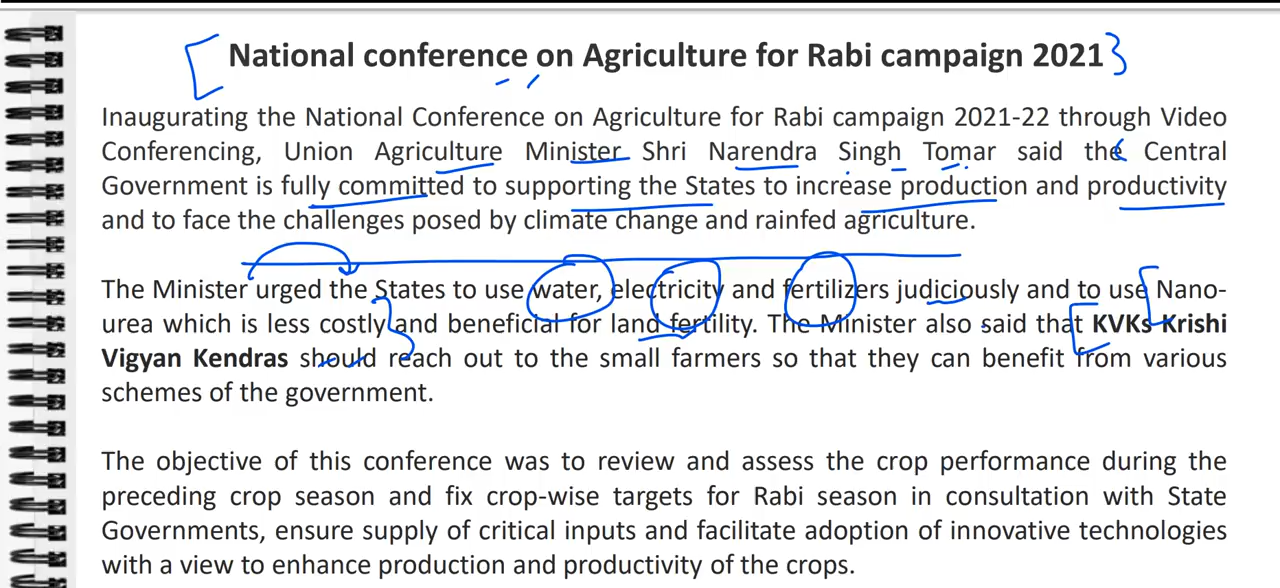 National conference on Agriculture for Rabi campaign 2021
Inaugurating the National Conference on Agriculture for Rabi campaign 2021-22 through Video
Conferencing, Union Agriculture Minister Shri Narendra Singh Tomar said the Central
Government is fully committed to supporting the States to increase production and productivity
and to face the challenges posed by climate change and rainfed agriculture.
The Minister urged the States to use water, electricity and fertilizers judiciously and to use Nano-
urea which is less costly and beneficial for land fertility. The Minister also said that KVKs Krishi
Vigyan Kendras should reach out to the small farmers so that they can benefit from various
schemes of the government.
The objective of this conference was to review and assess the crop performance during the
preceding crop season and fix crop-wise targets for Rabi season in consultation with State
Governments, ensure supply of critical inputs and facilitate adoption of innovative technologies
with a view to enhance production and productivity of the crops.